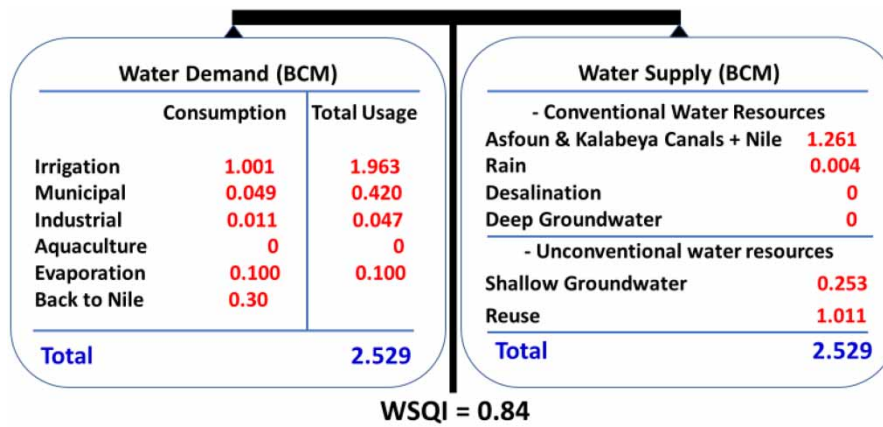 Water Demand (BCM)
Consumption Total Usage
Irrigation 1.001 1.963
Municipal 0.049 0.420
Industrial 0.011 0.047
Aquaculture 0 0
Evaporation 0.100 0.100
Back to Nile 0.30
Total 2.529
Water Supply (BCM)
- Conventional Water Resources
Asfoun & Kalabeya Canals + Nile 1.261
Rain 0.004
Desalination 0
Deep Groundwater 0
- Unconventional water resources
Shallow Groundwater 0.253
Reuse 1.011
Total 2.529
WSQI = 0.84